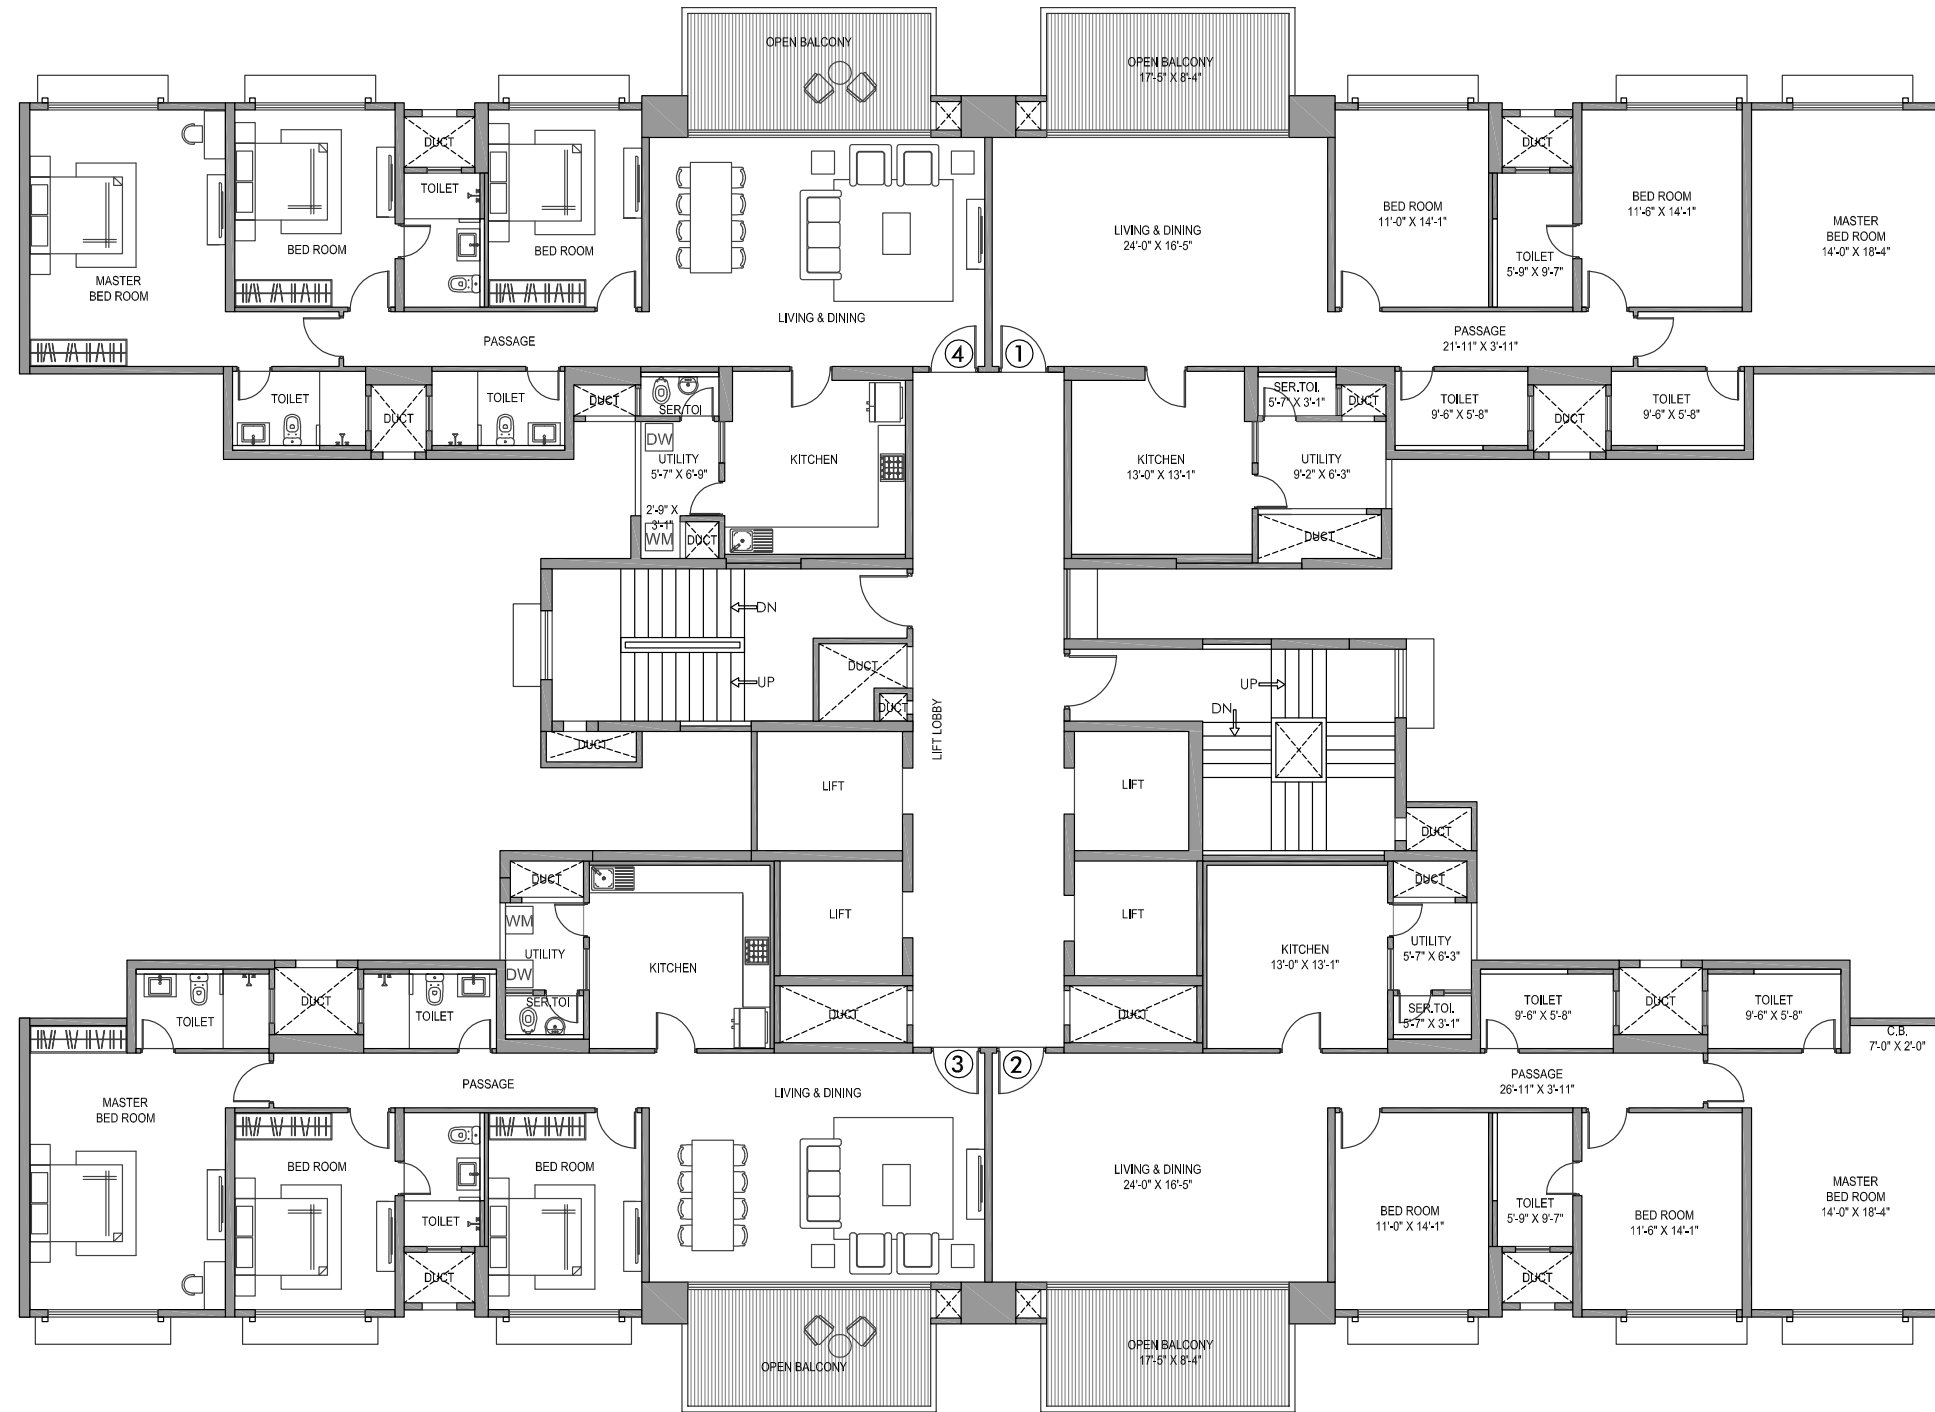 OPEN BALCONY
OPEN BALCONY
17'-5" X 8'-4"
DUCT
DUCT
TOILET
BED ROOM
BED ROOM
MASTER
BED ROOM
LIVING & DINING
PASSAGE
LIVING & DINING
24'-0" X 16'-5"
BED ROOM
11'-0" X 14'-1"
BED ROOM
11'-6" X 14'-1"
TOILET
5'-9" X 9'-7"
MASTER
BED ROOM
14'-0" X 18'-4"
PASSAGE
21'-11" X 3'-11"
4
1
TOILET
DUCT
TOILET
DUCT
SER.TOI
DW
UTILITY
5'-7" X 6'-9"
2'-9" X
3'-1"
WM
DUCT
KITCHEN
KITCHEN
13'-0" X 13'-1"
SER.TOI.
5'-7" X 3'-1"
DUCT
UTILITY
9'-2" X 6'-3"
DUCT
TOILET
9'-6" X 5'-8"
DUCT
TOILET
9'-6" X 5'-8"
DN
UP
DUCT
DUCT
DUCT
LIFT LOBBY
UP
DN
LIFT
LIFT
DUCT
LIFT
LIFT
DUCT
WM
UTILITY
DW
SER.TOI
KITCHEN
DUCT
DUCT
KITCHEN
13'-0" X 13'-1"
DUCT
UTILITY
5'-7" X 6'-3"
SER.TOI.
5'-7" X 3'-1"
TOILET
DUCT
TOILET
TOILET
9'-6" X 5'-8"
DUCT
TOILET
9'-6" X 5'-8"
C.B.
7'-0" X 2'-0"
3
2
PASSAGE
LIVING & DINING
PASSAGE
26'-11" X 3'-11"
MASTER
BED ROOM
BED ROOM
BED ROOM
TOILET
DUCT
LIVING & DINING
24'-0" X 16'-5"
BED ROOM
11'-0" X 14'-1"
TOILET
5'-9" X 9'-7"
BED ROOM
11'-6" X 14'-1"
MASTER
BED ROOM
14'-0" X 18'-4"
DUCT
OPEN BALCONY
OPEN BALCONY
17'-5" X 8'-4"